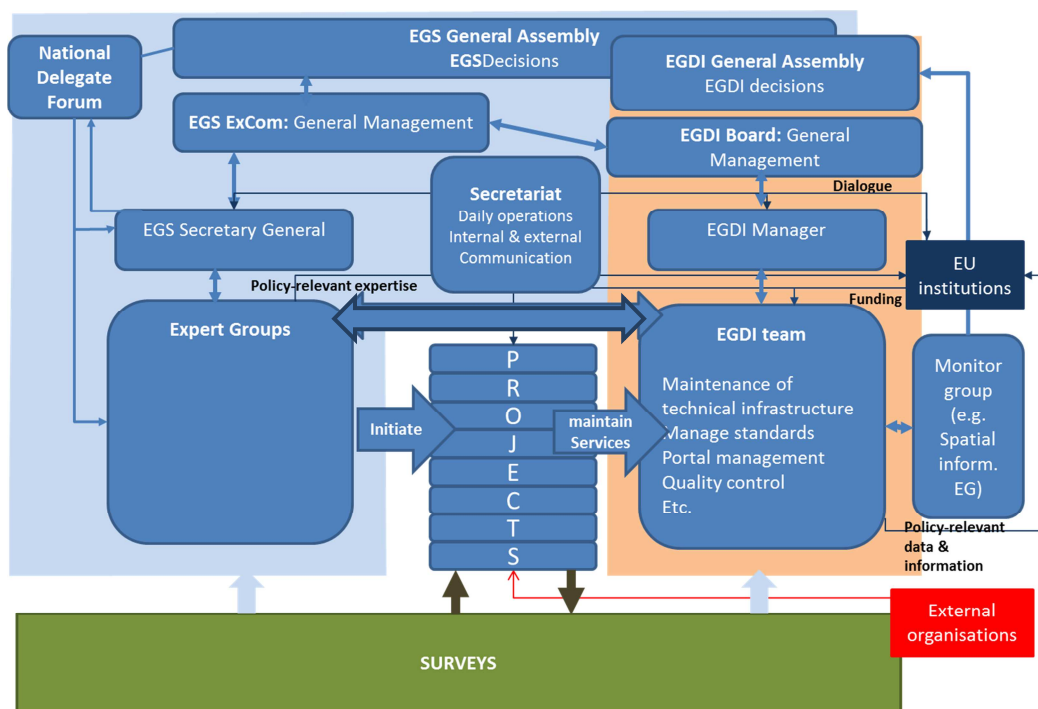 EGS General Assembly
EGSDecisions
National
Delegate
Forum
EGDI General Assembly
EGDI decisions
EGS ExCom: General Management
EGDI Board: General
Management
Secretariat
Daily operations
Internal & external
Communication
Dialogue
EGS Secretary General
EGDI Manager
EU
institutions
Policy-relevant expertise
Funding
Expert Groups
EGDI team
Maintenance of
technical infrastructure
Manage standards
Portal management
Quality control
Etc.
Monitor
group
(e.g.
Spatial
inform.
EG)
P
R
O
J
E
C
T
S
Initiate
maintain
Services
Policy-relevant
data &
information
External
organisations
SURVEYS